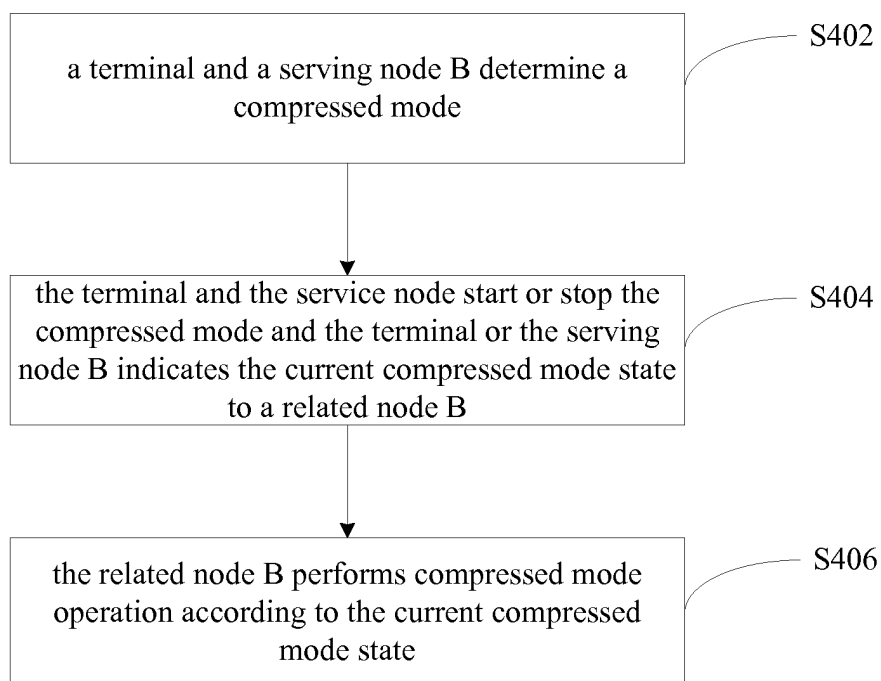 a terminal and a serving node B determine a
compressed mode
S402
the terminal and the service node start or stop the
compressed mode and the terminal or the serving
node B indicates the current compressed mode state
to a related node B
S404
the related node B performs compressed mode
operation according to the current compressed
mode state
S406